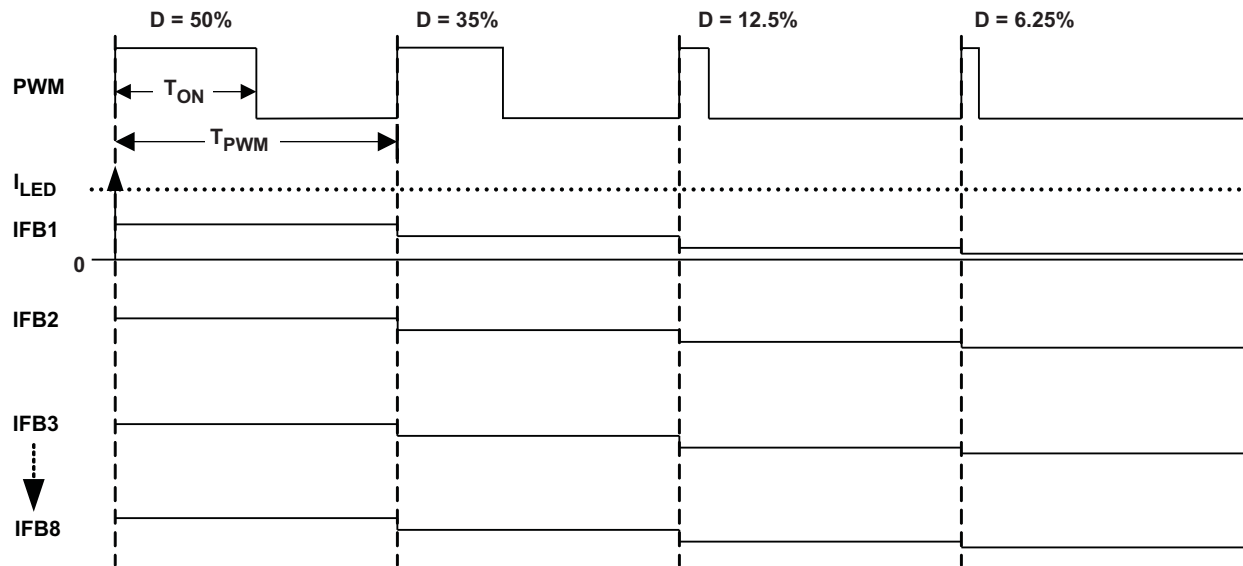 D = 50%
D = 35%
D = 12.5%
D = 6.25%
PWM
TON
TPWM
ILED
IFB1
0
IFB2
IFB3
IFB8